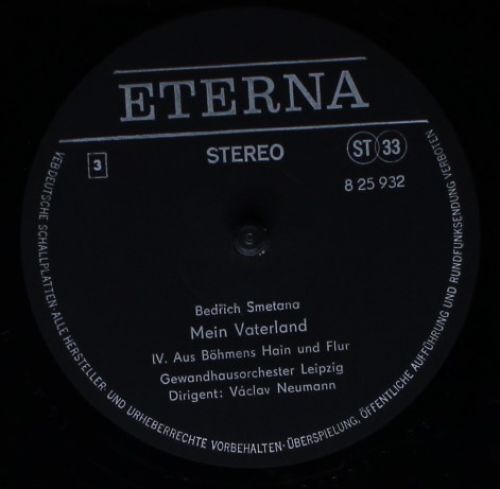 ETERNA
3
STEREO
ST 33
8 25 932
Bedřich Smetana
Mein Vaterland
IV. Aus Böhmens Hain und Flur
Gewandhausorchester Leipzig
Dirigent: Václav Neumann
VEB DEUTSCHE SCHALLPLATTEN · ALLE HERSTELLER- UND URHEBERRECHTE VORBEHALTEN · ÜBERSPIELUNG, ÖFFENTLICHE AUFFÜHRUNG UND RUNDFUNKSENDUNG VERBOTEN